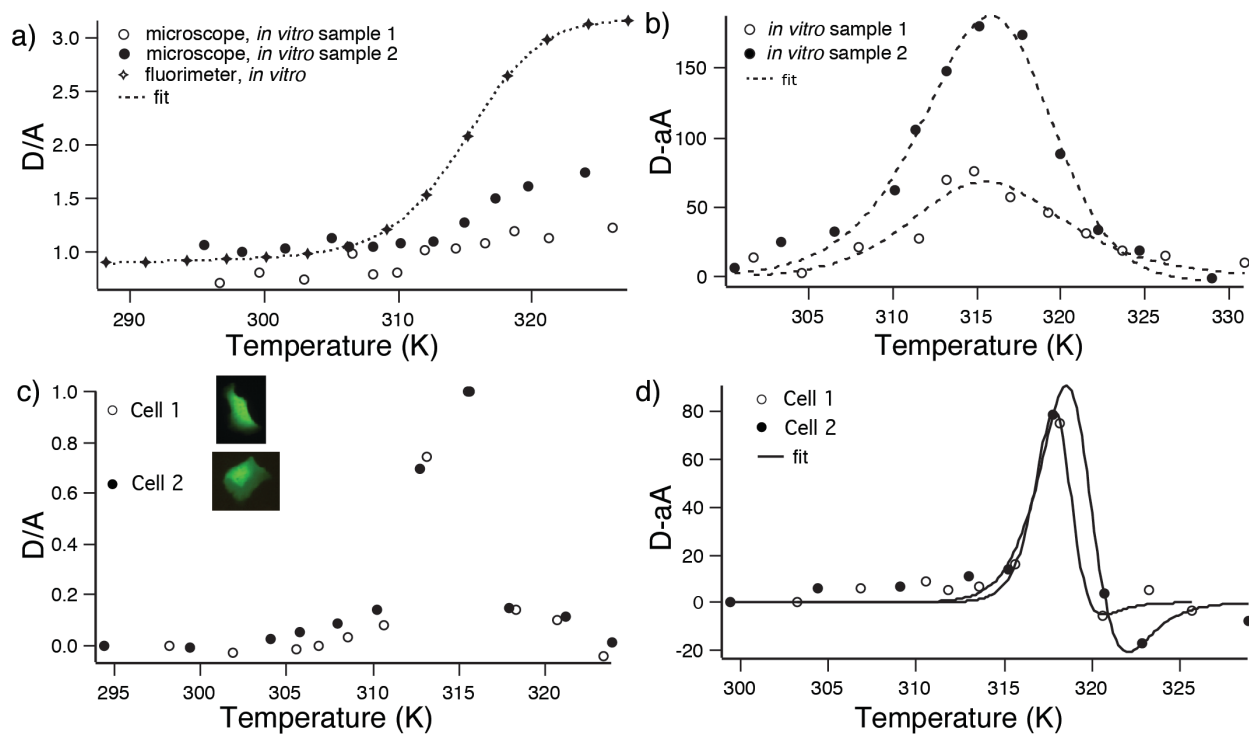 a)
D/A
3.0
2.5
2.0
1.5
1.0
microscope, in vitro sample 1
microscope, in vitro sample 2
fluorimeter, in vitro
fit
290
300
310
320
Temperature (K)
b)
D-aA
150
100
50
0
in vitro sample 1
in vitro sample 2
fit
305
310
315
320
325
330
Temperature (K)
c)
D/A
1.0
0.8
0.6
0.4
0.2
0.0
Cell 1
Cell 2
295
300
305
310
315
320
Temperature (K)
d)
D-aA
80
60
40
20
0
-20
Cell 1
Cell 2
fit
300
305
310
315
320
325
Temperature (K)